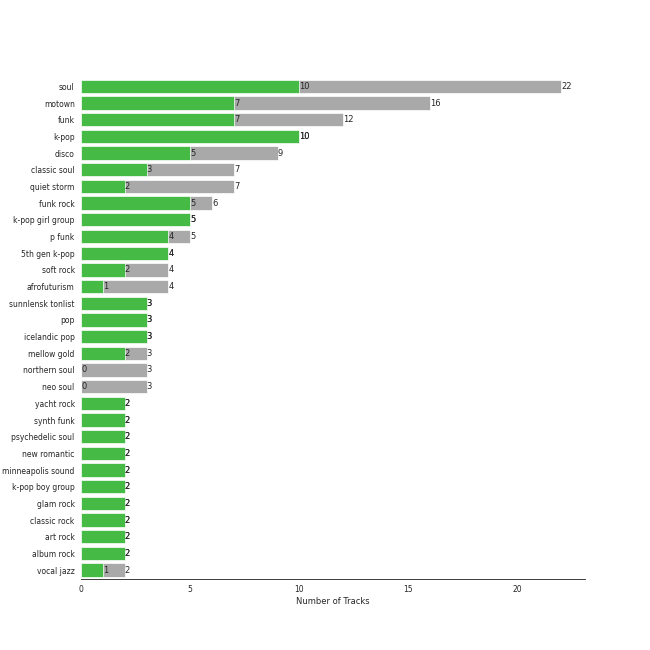 soul 10 22
motown 7 16
funk 7 12
k-pop 10
disco 5 9
classic soul 3 7
quiet storm 2 7
funk rock 5 6
k-pop girl group 5
p funk 4 5
5th gen k-pop 4
soft rock 2 4
afrofuturism 1 4
sunnlensk tonlist 3
pop 3
icelandic pop 3
mellow gold 2 3
northern soul 0 3
neo soul 0 3
yacht rock 2
synth funk 2
psychedelic soul 2
new romantic 2
minneapolis sound 2
k-pop boy group 2
glam rock 2
classic rock 2
art rock 2
album rock 2
vocal jazz 1 2
0 5 10 15 20
Number of Tracks